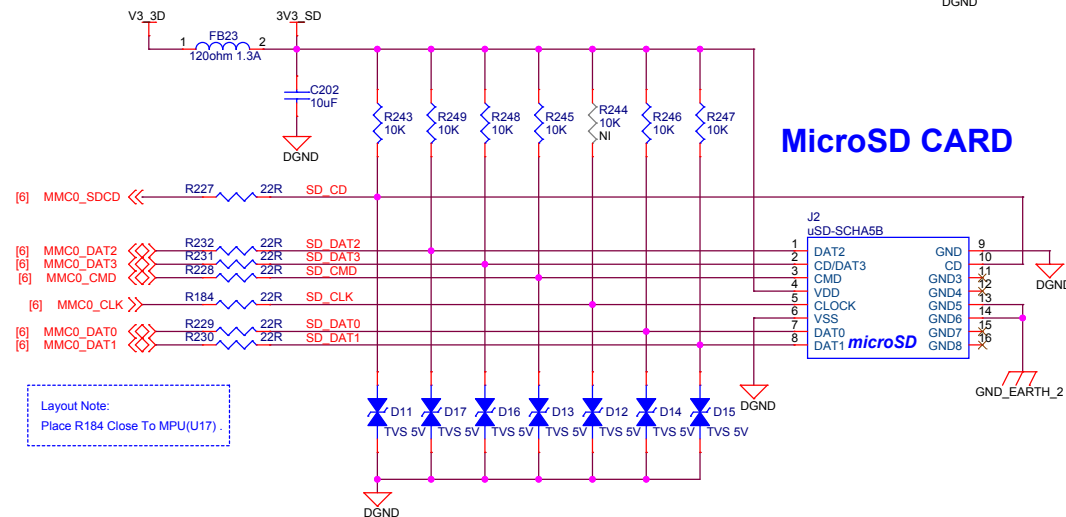 DGND
V3_3D
3V3_SD
1 FB23 2
120ohm 1.3A
C202
10uF
DGND
R243
10K
R249
10K
R248
10K
R245
10K
R244
10K
NI
R246
10K
R247
10K
MicroSD CARD
[6] MMC0_SDCD R227 22R SD_CD
[6] MMC0_DAT2 R232 22R SD_DAT2
[6] MMC0_DAT3 R231 22R SD_DAT3
[6] MMC0_CMD R228 22R SD_CMD
[6] MMC0_CLK R184 22R SD_CLK
[6] MMC0_DAT0 R229 22R SD_DAT0
[6] MMC0_DAT1 R230 22R SD_DAT1
J2
uSD-SCHA5B
1 DAT2 GND 9
2 CD/DAT3 CD 10
3 CMD GND3 11
4 VDD GND4 12
5 CLOCK GND5 13
6 VSS GND6 14
7 DAT0 GND7 15
8 DAT1 microSD GND8 16
DGND
GND_EARTH_2
DGND
Layout Note:
Place R184 Close To MPU(U17) .
D11
TVS 5V
D17
TVS 5V
D16
TVS 5V
D13
TVS 5V
D12
TVS 5V
D14
TVS 5V
D15
TVS 5V
DGND